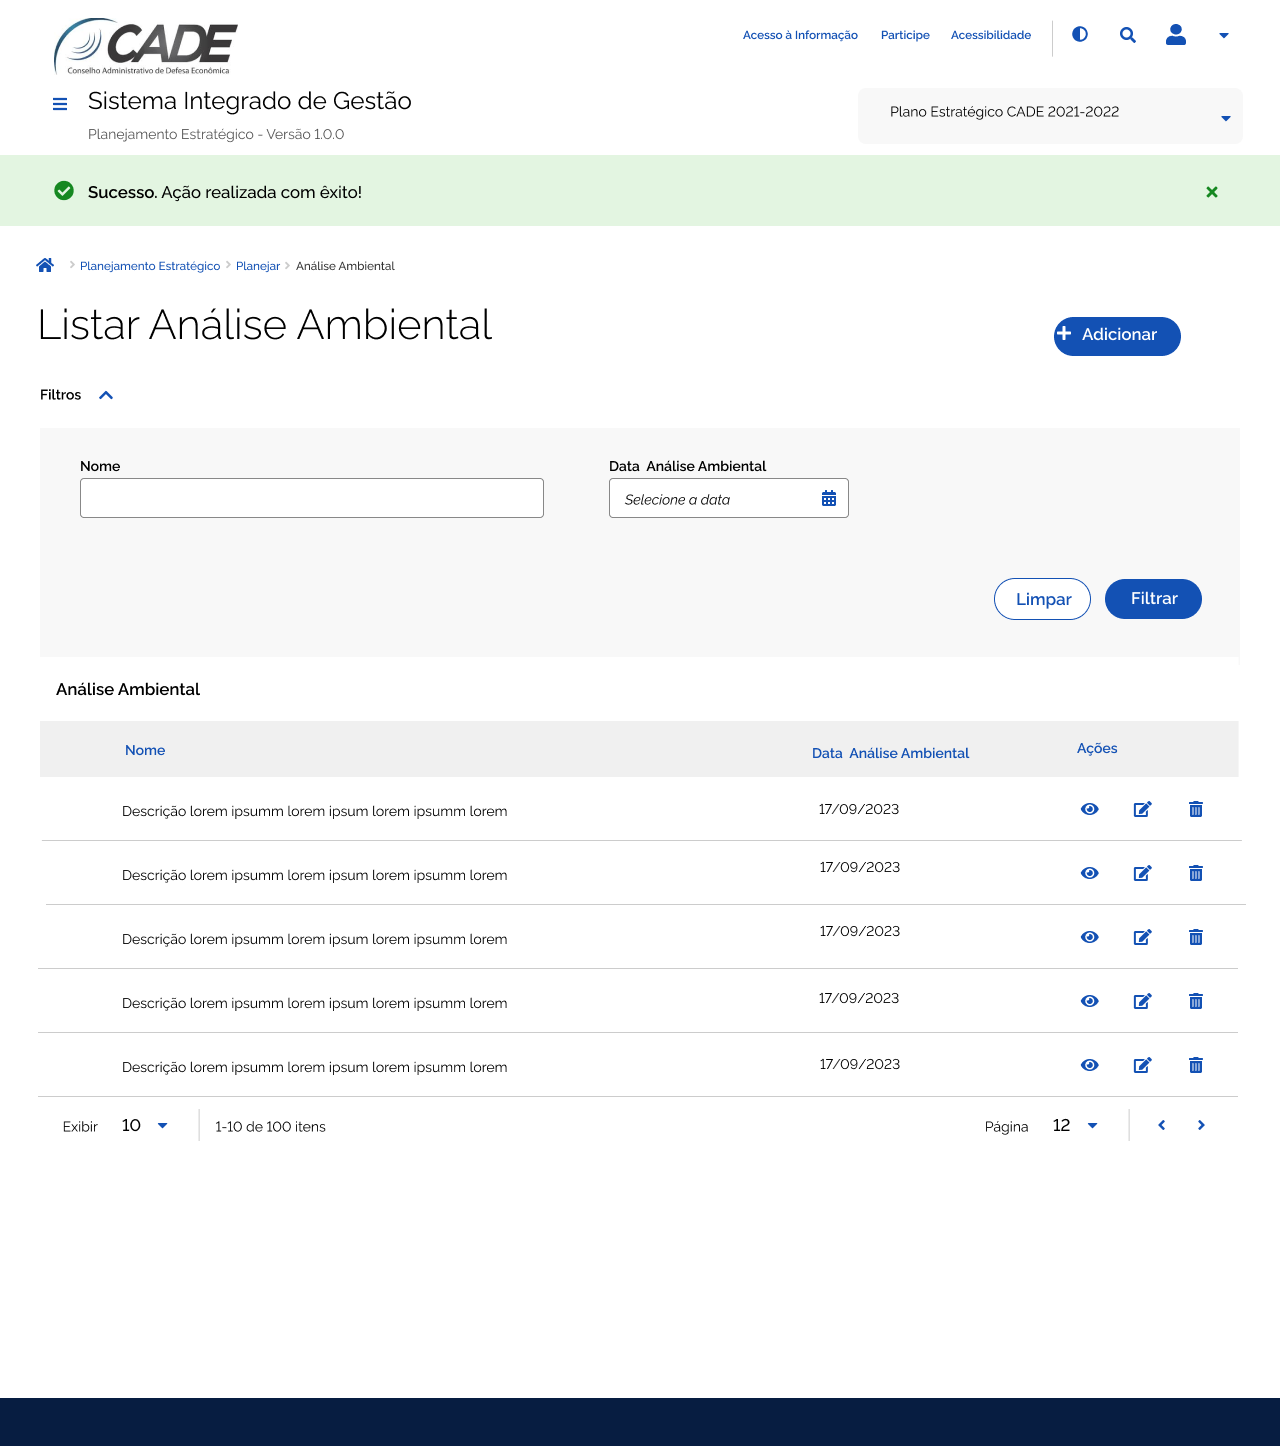 CADE
Conselho Administrativo de Defesa Econômica
Acesso à Informação Participe Acessibilidade
Sistema Integrado de Gestão
Planejamento Estratégico - Versão 1.0.0
Plano Estratégico CADE 2021-2022
Sucesso. Ação realizada com êxito!
Planejamento Estratégico Planejar Análise Ambiental
Listar Análise Ambiental
Adicionar
Filtros
Nome Data Análise Ambiental
Selecione a data
Limpar Filtrar
Análise Ambiental
Nome Data Análise Ambiental Ações
Descrição lorem ipsumm lorem ipsum lorem ipsumm lorem 17/09/2023
Descrição lorem ipsumm lorem ipsum lorem ipsumm lorem 17/09/2023
Descrição lorem ipsumm lorem ipsum lorem ipsumm lorem 17/09/2023
Descrição lorem ipsumm lorem ipsum lorem ipsumm lorem 17/09/2023
Descrição lorem ipsumm lorem ipsum lorem ipsumm lorem 17/09/2023
Exibir 10 1-10 de 100 itens Página 12